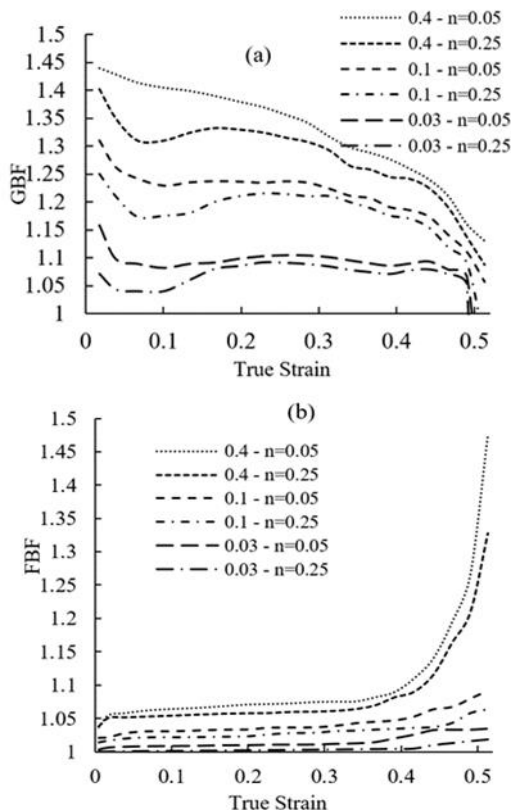 (a)
0.4 - n=0.05
0.4 - n=0.25
0.1 - n=0.05
0.1 - n=0.25
0.03 - n=0.05
0.03 - n=0.25
1.5
1.45
1.4
1.35
1.3
1.25
1.2
1.15
1.1
1.05
1
GBF
0 0.1 0.2 0.3 0.4 0.5
True Strain
(b)
0.4 - n=0.05
0.4 - n=0.25
0.1 - n=0.05
0.1 - n=0.25
0.03 - n=0.05
0.03 - n=0.25
1.5
1.45
1.4
1.35
1.3
1.25
1.2
1.15
1.1
1.05
1
FBF
0 0.1 0.2 0.3 0.4 0.5
True Strain